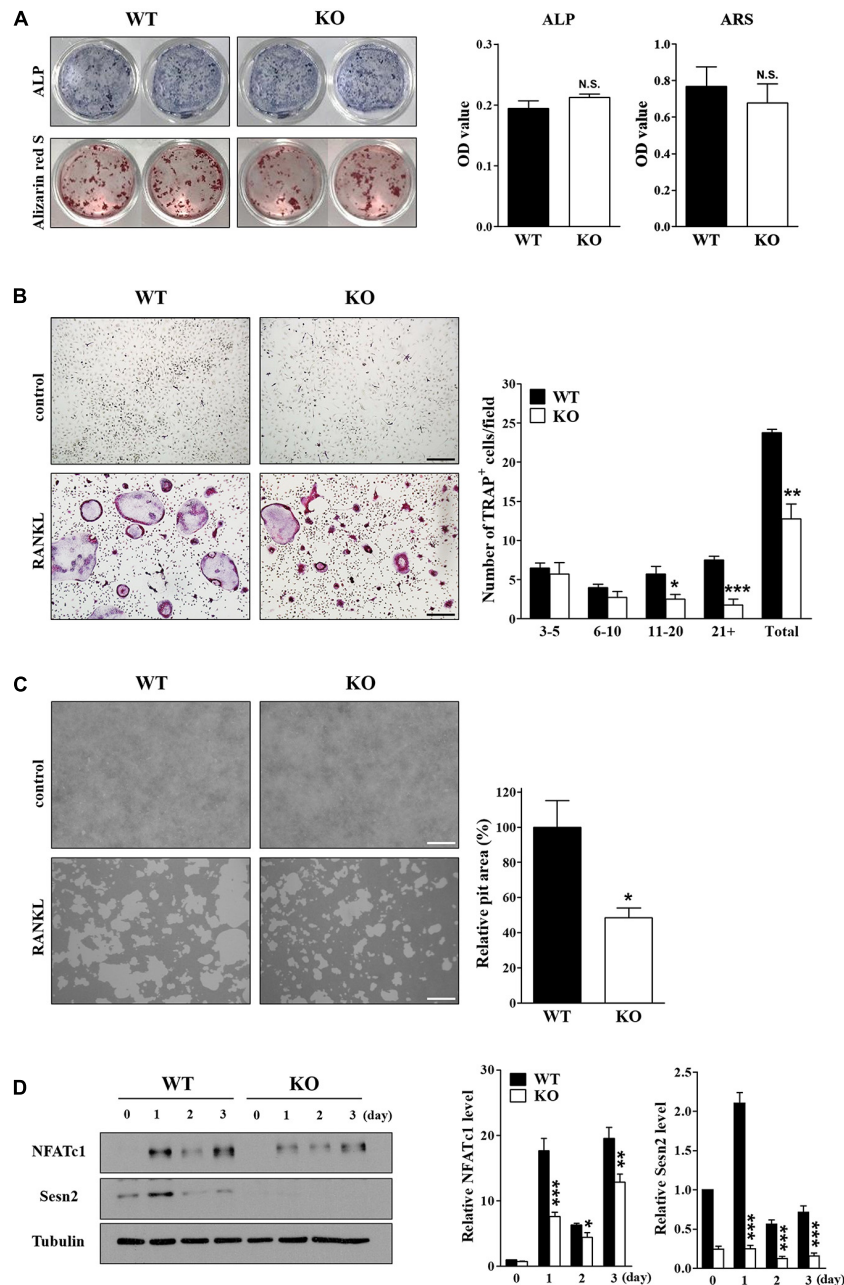 A
WT KO
ALP
Alizarin red S
ALP
OD value
0.3
0.2
0.1
0.0
N.S.
WT KO
ARS
OD value
1.0
0.8
0.6
0.4
0.2
0.0
N.S.
WT KO
B
WT KO
control
RANKL
Number of TRAP+ cells/field
30
25
20
15
10
5
0
WT
KO
*
***
**
3-5 6-10 11-20 21+ Total
C
WT KO
control
RANKL
Relative pit area (%)
120
100
80
60
40
20
0
*
WT KO
D
WT KO
0 1 2 3 0 1 2 3 (day)
NFATc1
Sesn2
Tubulin
Relative NFATc1 level
30
20
10
0
WT
KO
***
*
**
0 1 2 3 (day)
Relative Sesn2 level
2.5
2.0
1.5
1.0
0.5
0.0
***
***
***
0 1 2 3 (day)